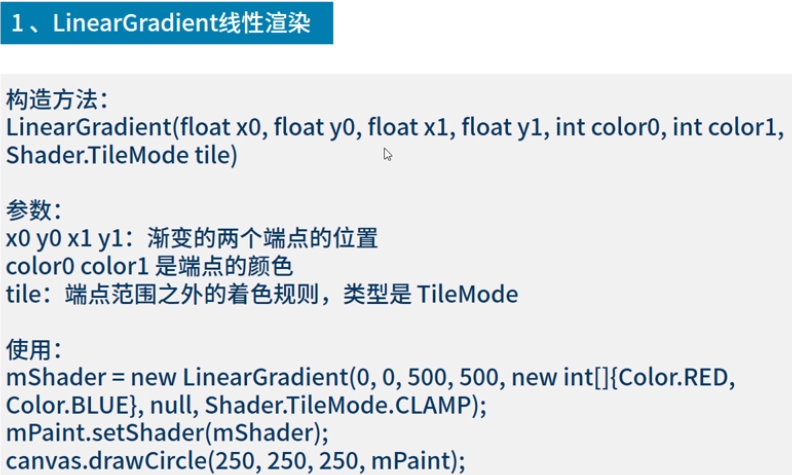 1、LinearGradient线性渲染
构造方法：
LinearGradient(float x0, float y0, float x1, float y1, int color0, int color1,
Shader.TileMode tile)
参数：
x0 y0 x1 y1：渐变的两个端点的位置
color0 color1 是端点的颜色
tile：端点范围之外的着色规则，类型是 TileMode
使用：
mShader = new LinearGradient(0, 0, 500, 500, new int[]{Color.RED,
Color.BLUE}, null, Shader.TileMode.CLAMP);
mPaint.setShader(mShader);
canvas.drawCircle(250, 250, 250, mPaint);